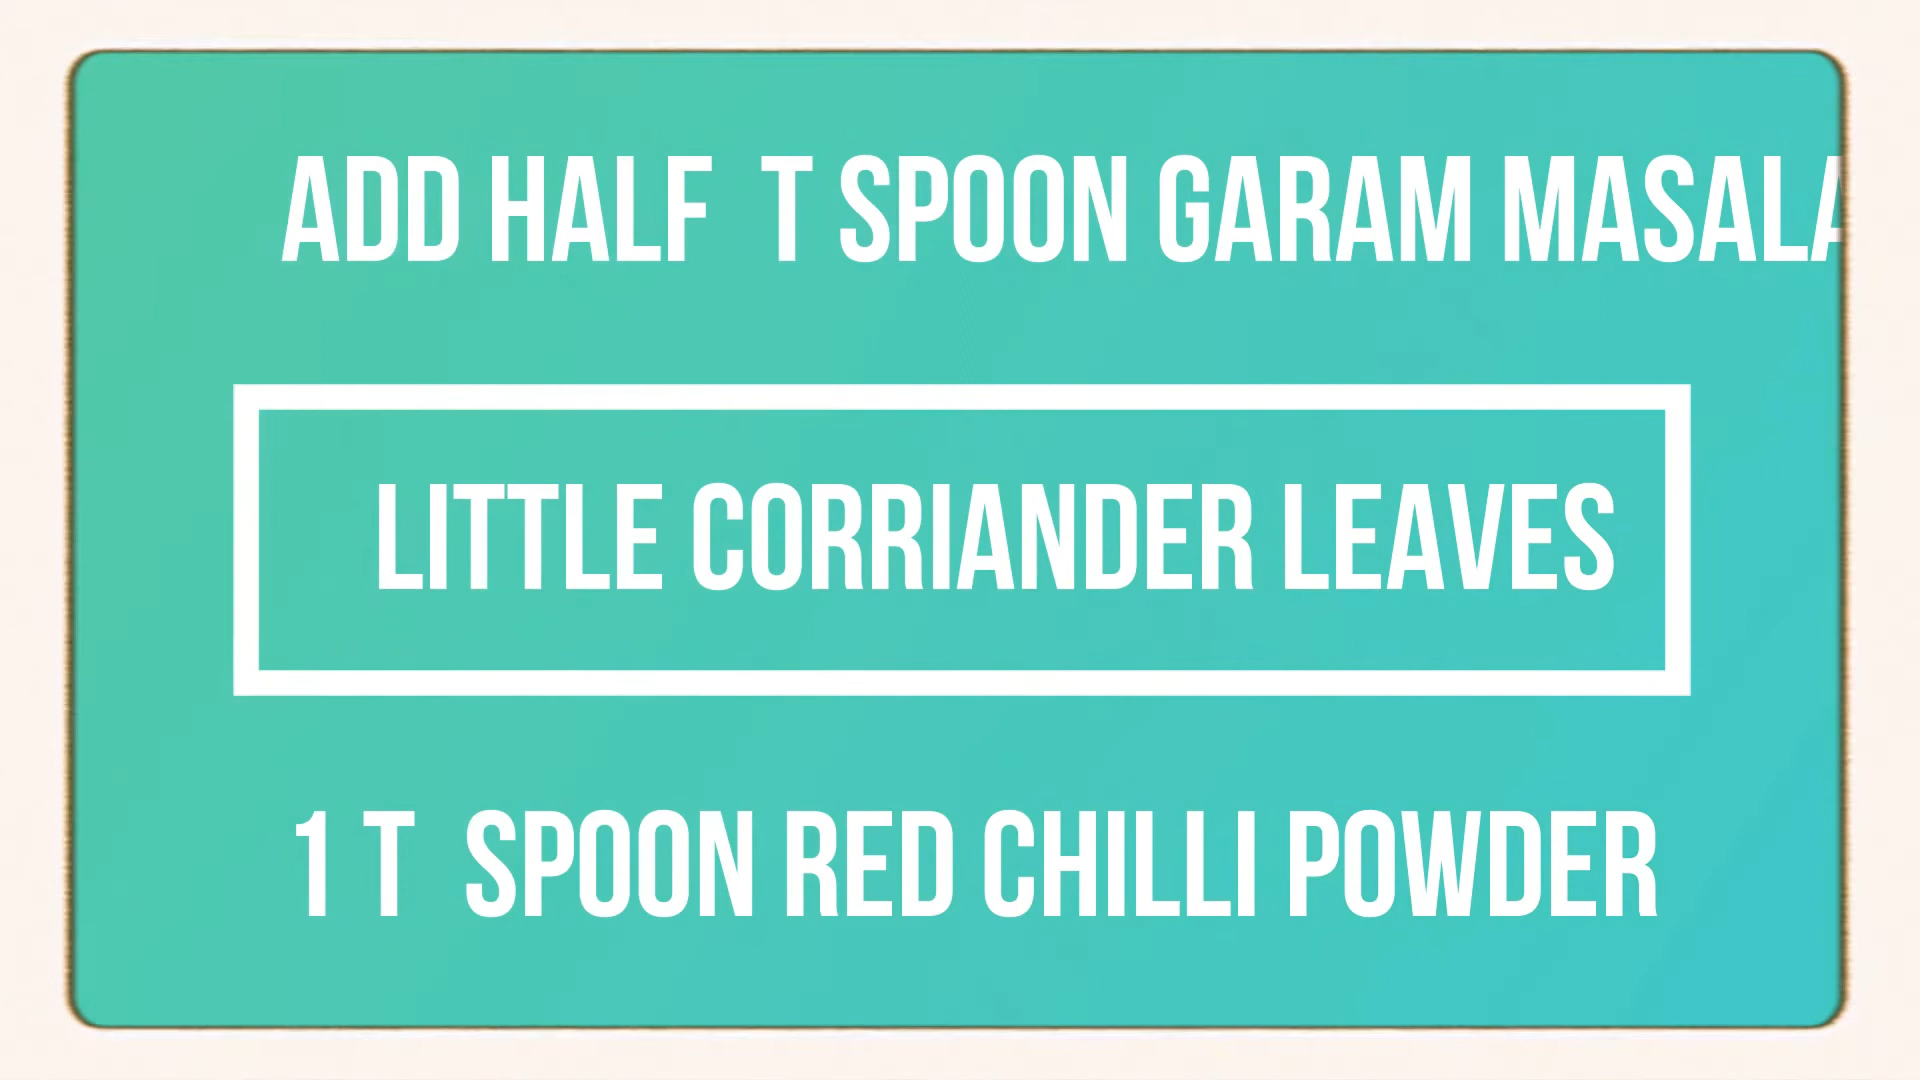 ADD HALF T SPOON GARAM MASALA
LITTLE CORRIANDER LEAVES
1 T SPOON RED CHILLI POWDER